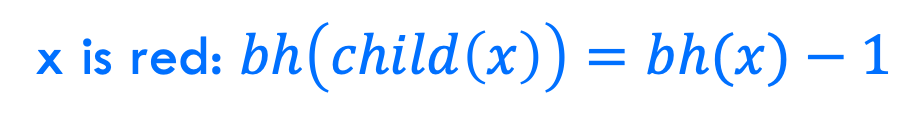 x is red: bh(child(x)) = bh(x) − 1